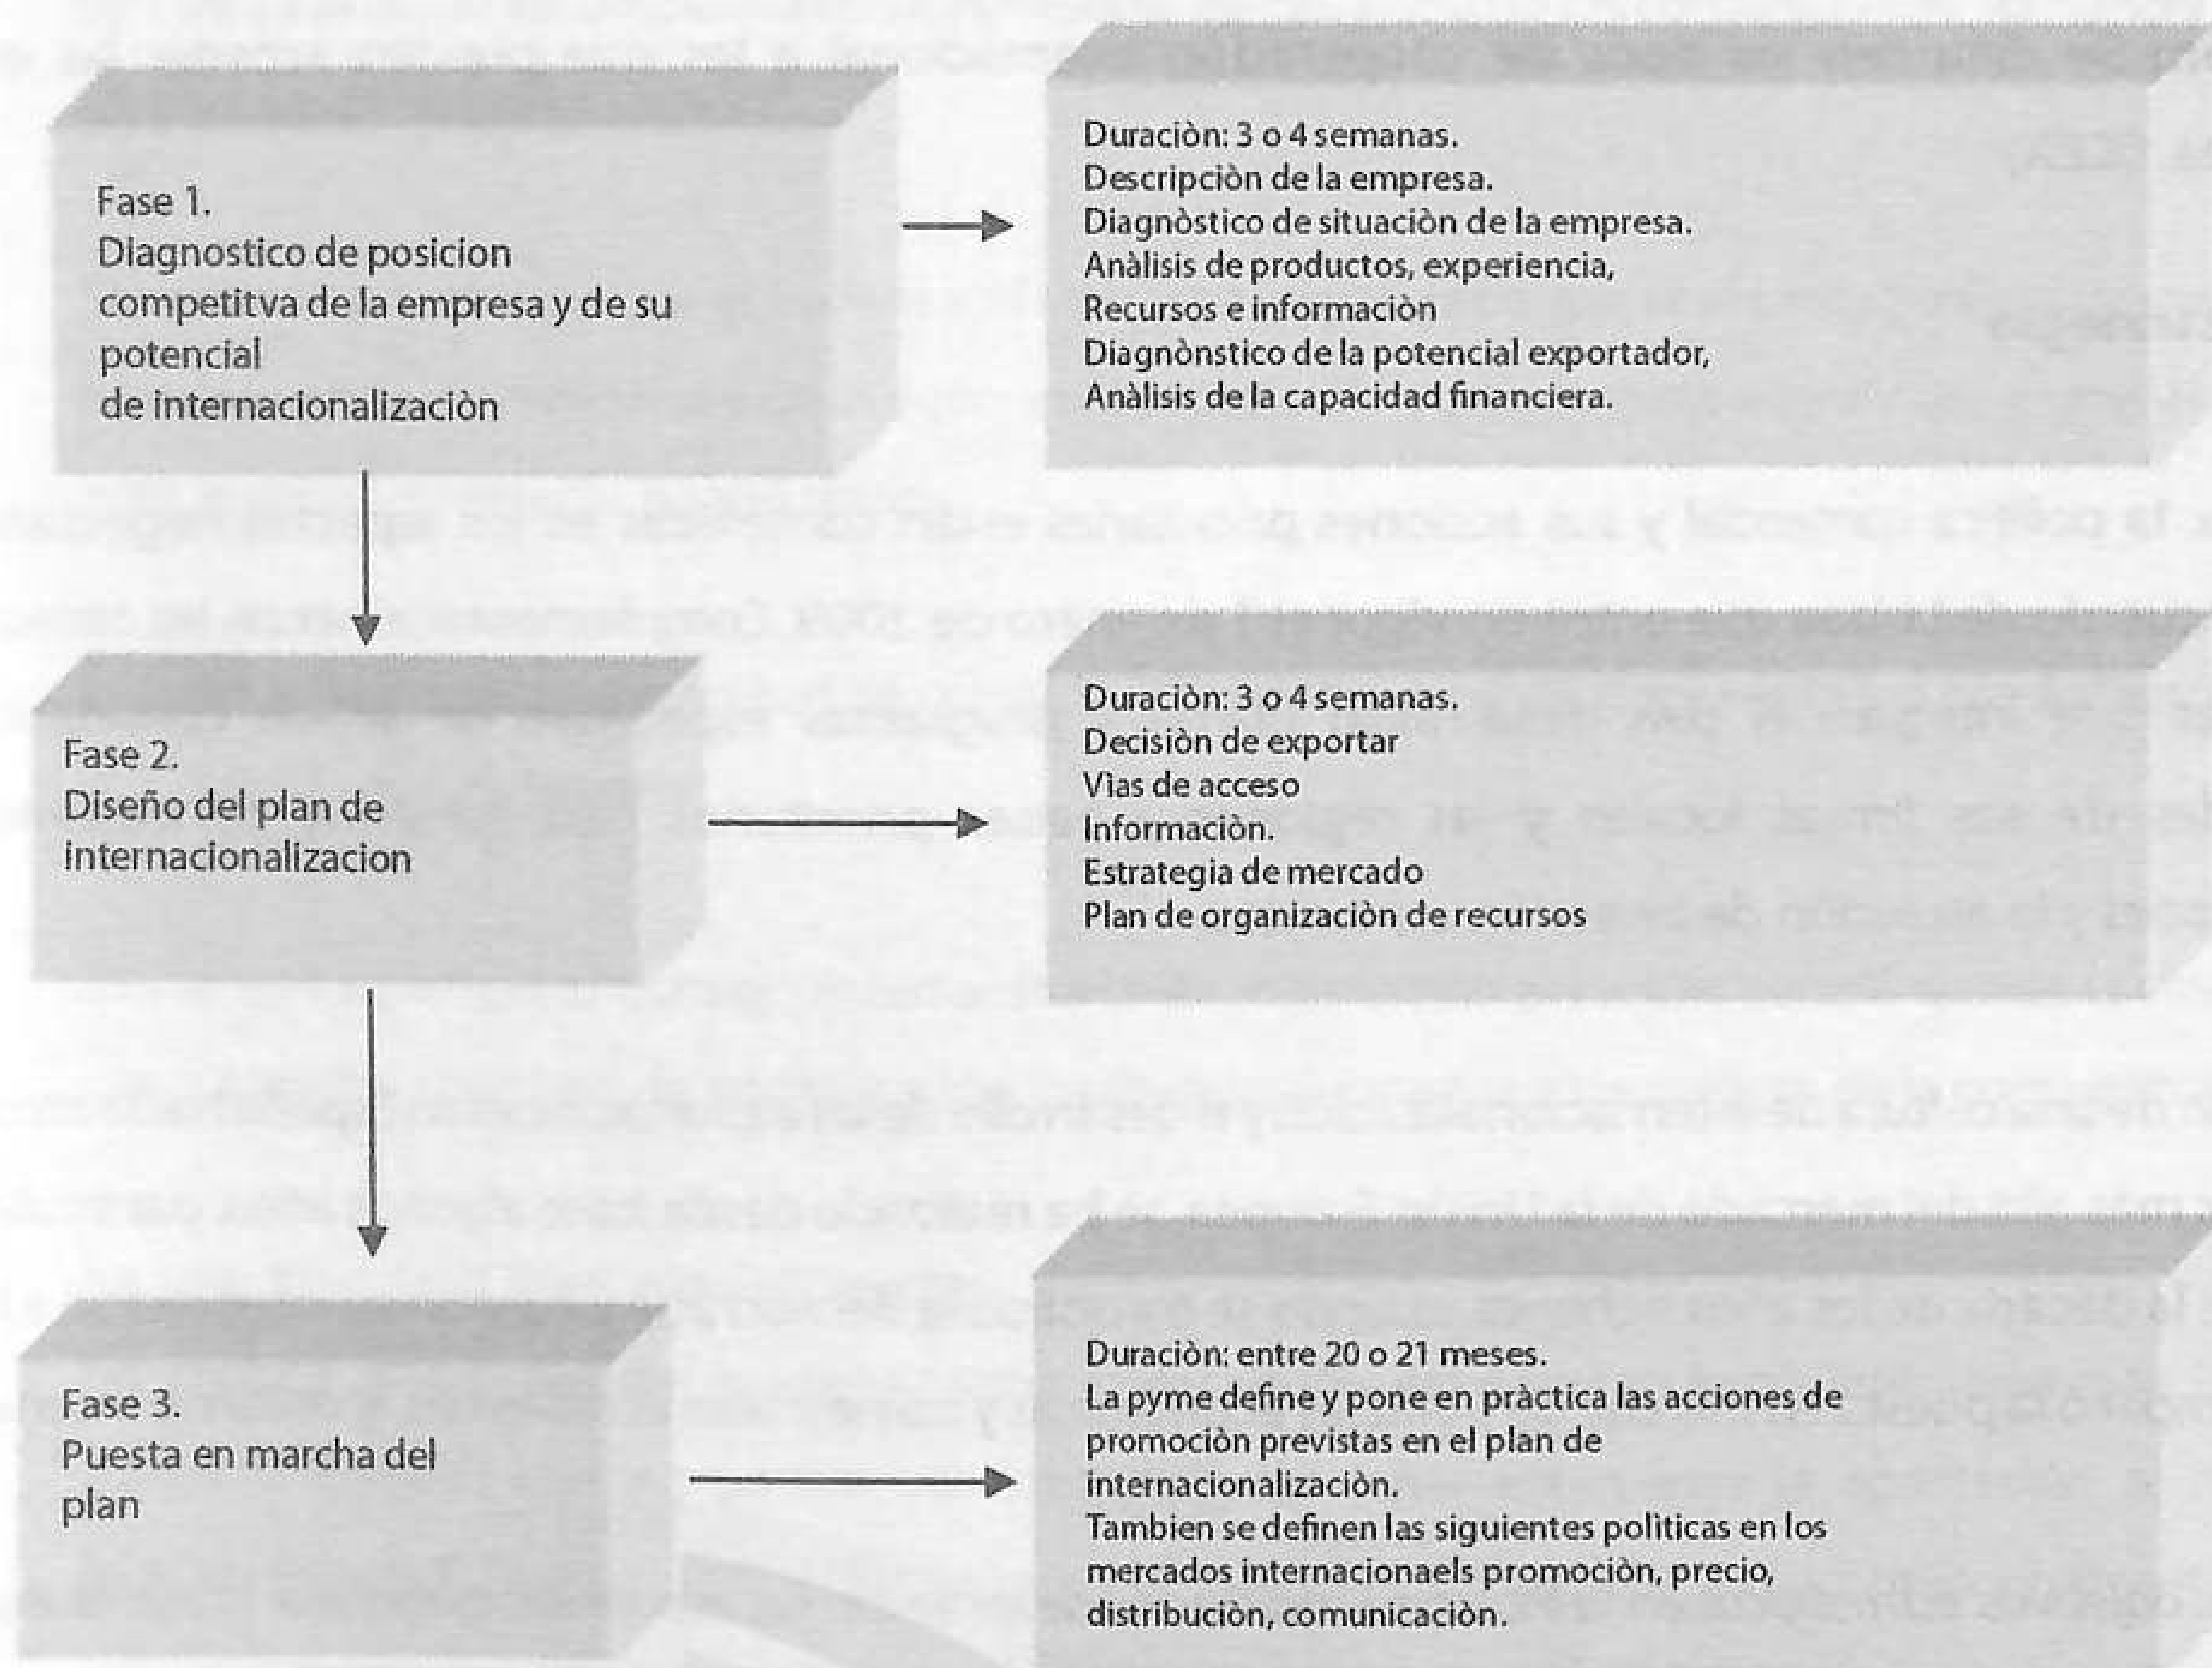 Fase 1.
Diagnostico de posicion
competitva de la empresa y de su
potencial
de internacionalizaciòn
Duraciòn: 3 o 4 semanas.
Descripciòn de la empresa.
Diagnòstico de situaciòn de la empresa.
Anàlisis de productos, experiencia,
Recursos e informaciòn
Diagnònstico de la potencial exportador,
Anàlisis de la capacidad financiera.
Fase 2.
Diseño del plan de
internacionalizacion
Duraciòn: 3 o 4 semanas.
Decisiòn de exportar
Vìas de acceso
Informaciòn.
Estrategia de mercado
Plan de organizaciòn de recursos
Fase 3.
Puesta en marcha del
plan
Duraciòn: entre 20 o 21 meses.
La pyme define y pone en pràctica las acciones de
promociòn previstas en el plan de
internacionalizaciòn.
Tambien se definen las siguientes polìticas en los
mercados internacionaels promociòn, precio,
distribuciòn, comunicaciòn.